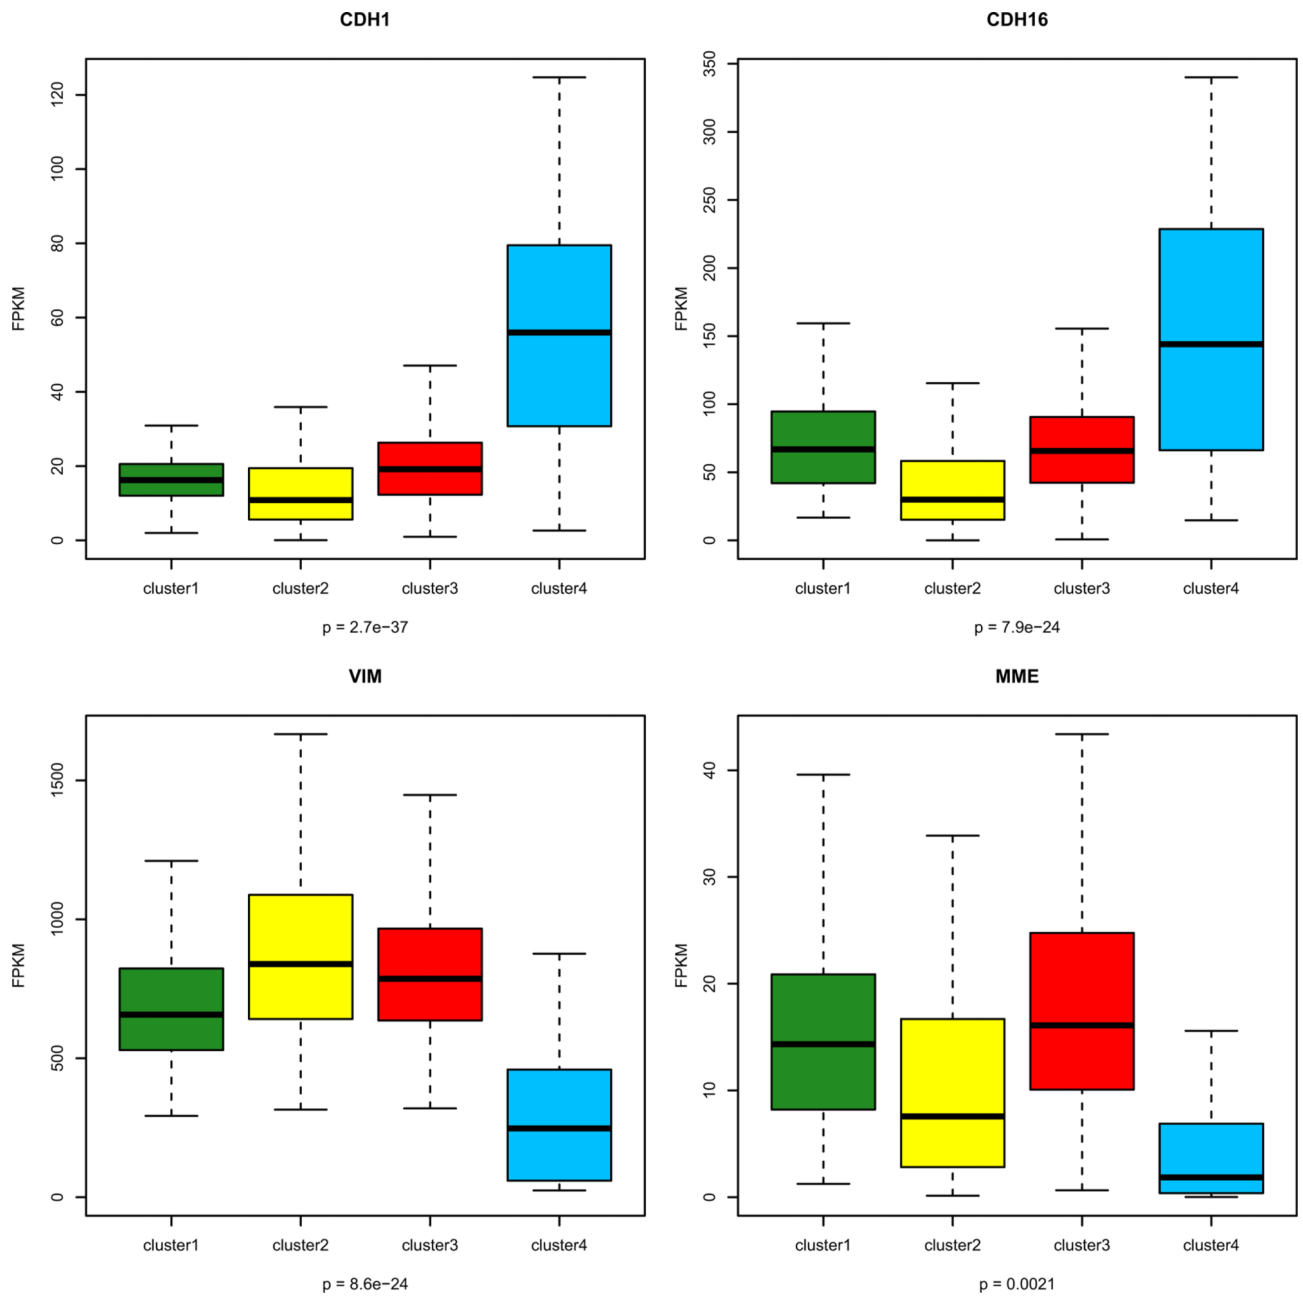 CDH1
FPKM
120
100
80
60
40
20
0
cluster1 cluster2 cluster3 cluster4
p = 2.7e−37
CDH16
FPKM
350
300
250
200
150
100
50
0
cluster1 cluster2 cluster3 cluster4
p = 7.9e−24
VIM
FPKM
1500
1000
500
0
cluster1 cluster2 cluster3 cluster4
p = 8.6e−24
MME
FPKM
40
30
20
10
0
cluster1 cluster2 cluster3 cluster4
p = 0.0021